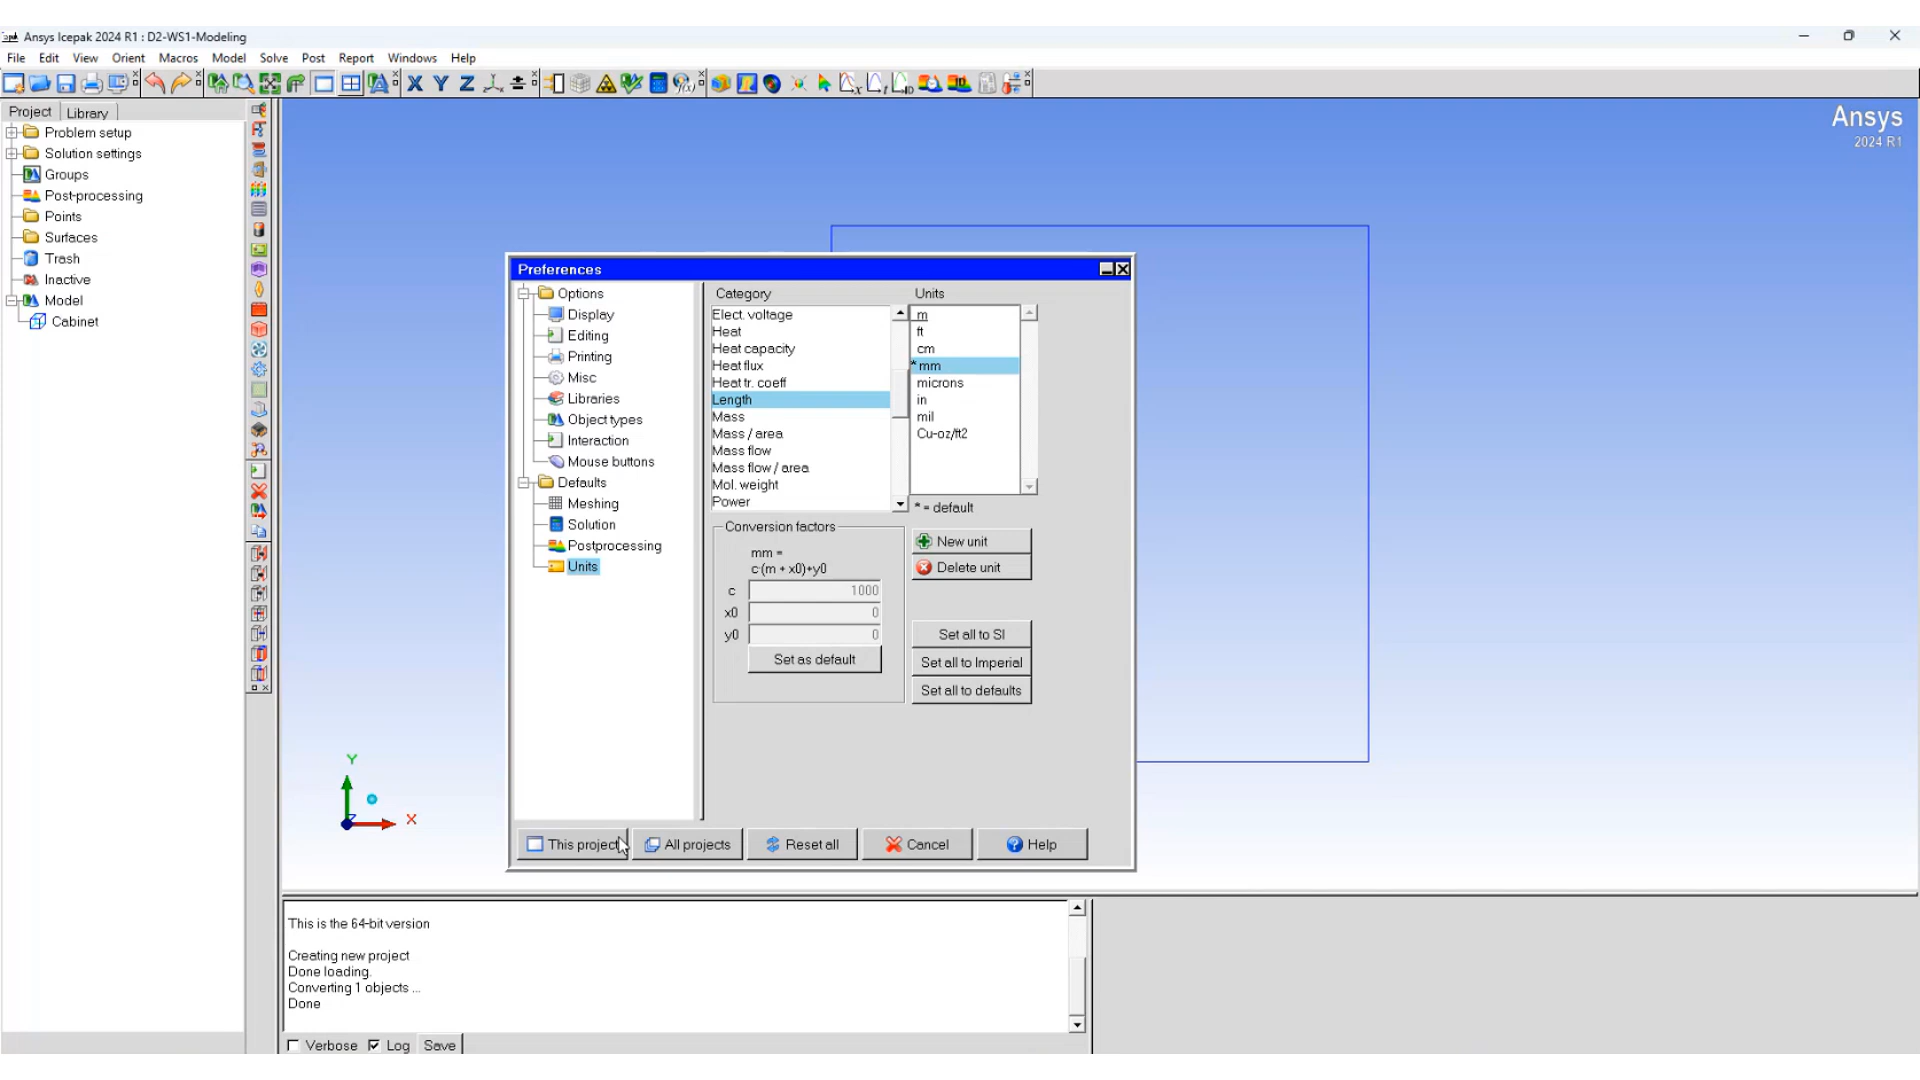 Ansys Icepak 2024 R1 : D2-WS1-Modeling
File Edit View Orient Macros Model Solve Post Report Windows Help
X Y Z
Project Library
Problem setup
Solution settings
Groups
Post-processing
Points
Surfaces
Trash
Inactive
Model
Cabinet
Ansys
2024 R1
Preferences
Options
Display
Editing
Printing
Misc
Libraries
Object types
Interaction
Mouse buttons
Defaults
Meshing
Solution
Postprocessing
Units
Category
Elect. voltage
Heat
Heat capacity
Heat flux
Heat tr. coeff
Length
Mass
Mass / area
Mass flow
Mass flow / area
Mol. weight
Power
Units
m
ft
cm
* mm
microns
in
mil
Cu-oz/ft2
* = default
Conversion factors
mm =
c·(m + x0)+y0
c 1000
x0 0
y0 0
Set as default
New unit
Delete unit
Set all to SI
Set all to Imperial
Set all to defaults
This project All projects Reset all Cancel Help
Y
X
Z
This is the 64-bit version
Creating new project
Done loading.
Converting 1 objects ...
Done
Verbose Log Save